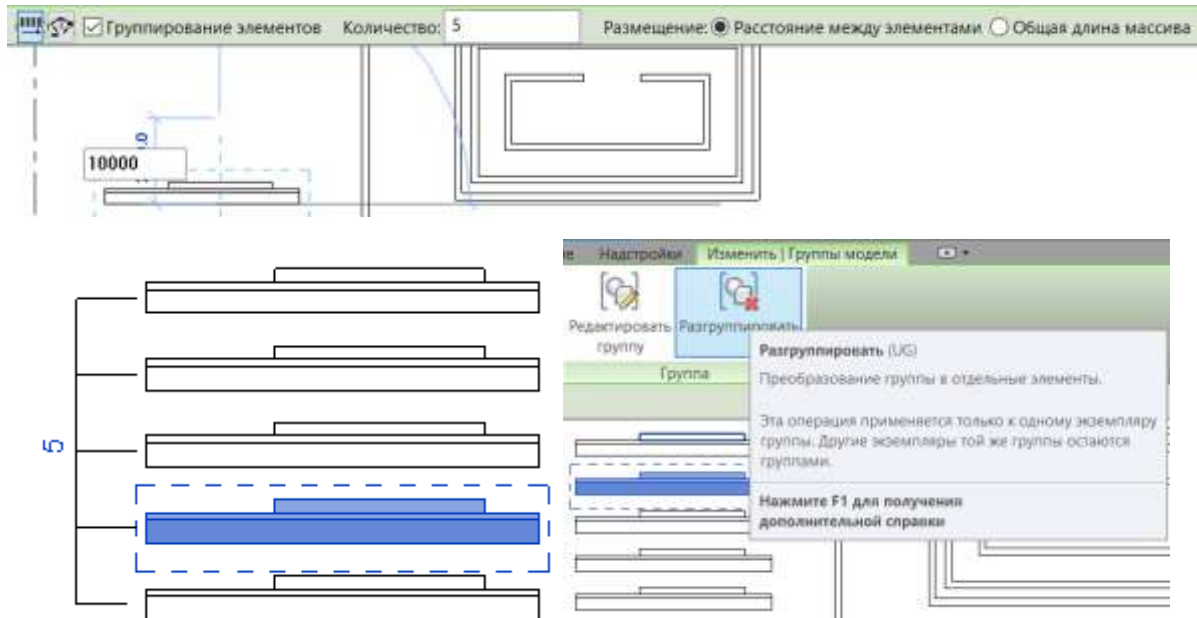 Группирование элементов Количество: 5 Размещение: Расстояние между элементами Общая длина массива
10000
5
Надстройки Изменить | Группы модели
Редактировать группу
Разгруппировать
Группа
Разгруппировать (UG)
Преобразование группы в отдельные элементы.
Эта операция применяется только к одному экземпляру
группы. Другие экземпляры той же группы остаются
группами.
Нажмите F1 для получения
дополнительной справки